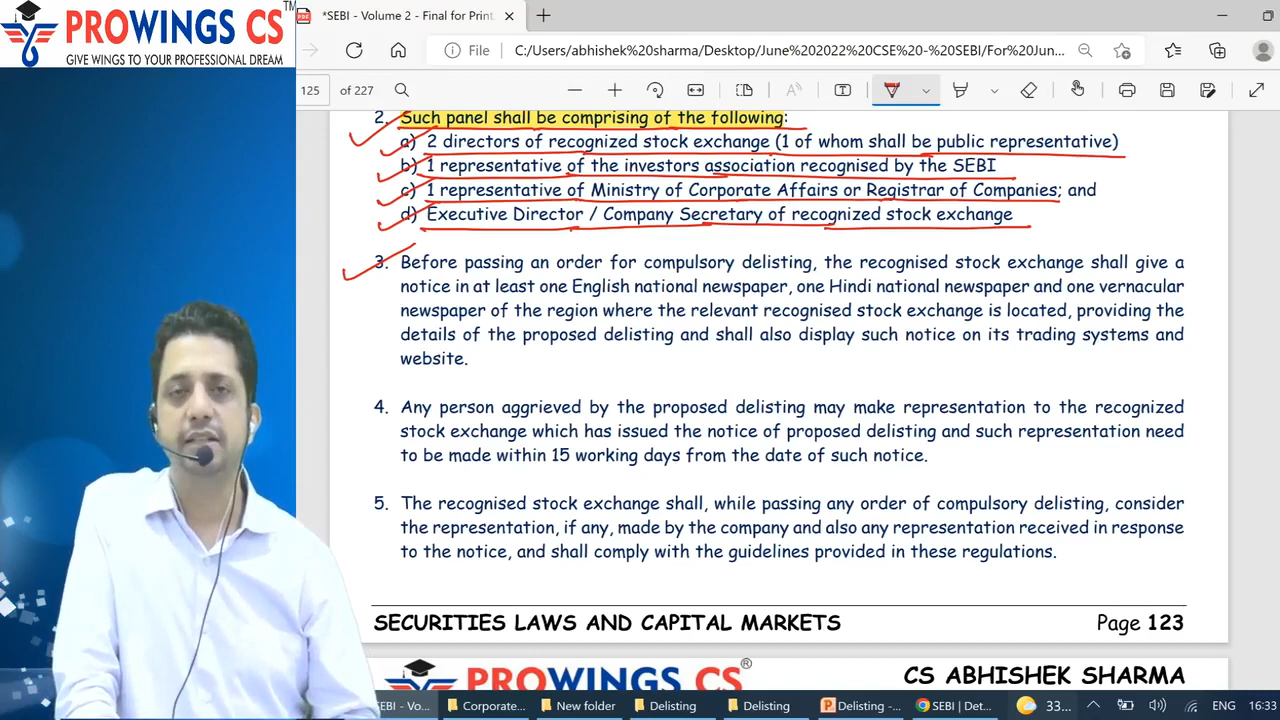 PROWINGS CS TM
GIVE WINGS TO YOUR PROFESSIONAL DREAM
*SEBI - Volume 2 - Final for Print
File C:/Users/abhishek%20sharma/Desktop/June%202022%20CSE%20-%20SEBI/For%20Jun...
125 of 227
2. Such panel shall be comprising of the following:
a) 2 directors of recognized stock exchange (1 of whom shall be public representative)
b) 1 representative of the investors association recognised by the SEBI
c) 1 representative of Ministry of Corporate Affairs or Registrar of Companies; and
d) Executive Director / Company Secretary of recognized stock exchange
3. Before passing an order for compulsory delisting, the recognised stock exchange shall give a
notice in at least one English national newspaper, one Hindi national newspaper and one vernacular
newspaper of the region where the relevant recognised stock exchange is located, providing the
details of the proposed delisting and shall also display such notice on its trading systems and
website.
4. Any person aggrieved by the proposed delisting may make representation to the recognized
stock exchange which has issued the notice of proposed delisting and such representation need
to be made within 15 working days from the date of such notice.
5. The recognised stock exchange shall, while passing any order of compulsory delisting, consider
the representation, if any, made by the company and also any representation received in response
to the notice, and shall comply with the guidelines provided in these regulations.
SECURITIES LAWS AND CAPITAL MARKETS Page 123
PROWINGS CS ® CS ABHISHEK SHARMA
*SEBI - Vo... Corporate... New folder Delisting Delisting Delisting -... SEBI | Det... 33... ENG 16:33